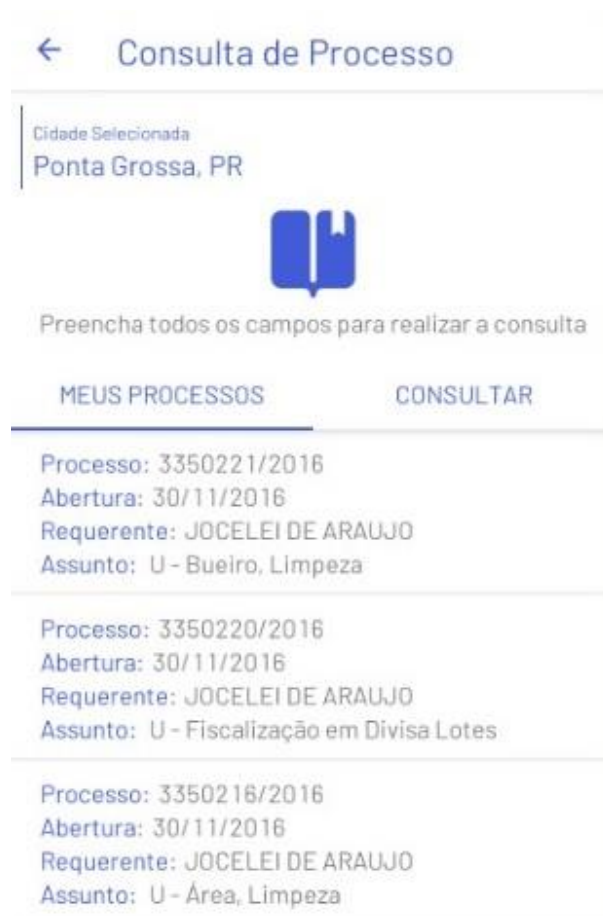 Consulta de Processo
Cidade Selecionada
Ponta Grossa, PR
Preencha todos os campos para realizar a consulta
MEUS PROCESSOS CONSULTAR
Processo: 3350221/2016
Abertura: 30/11/2016
Requerente: JOCELEI DE ARAUJO
Assunto: U - Bueiro, Limpeza
Processo: 3350220/2016
Abertura: 30/11/2016
Requerente: JOCELEI DE ARAUJO
Assunto: U - Fiscalização em Divisa Lotes
Processo: 3350216/2016
Abertura: 30/11/2016
Requerente: JOCELEI DE ARAUJO
Assunto: U - Área, Limpeza